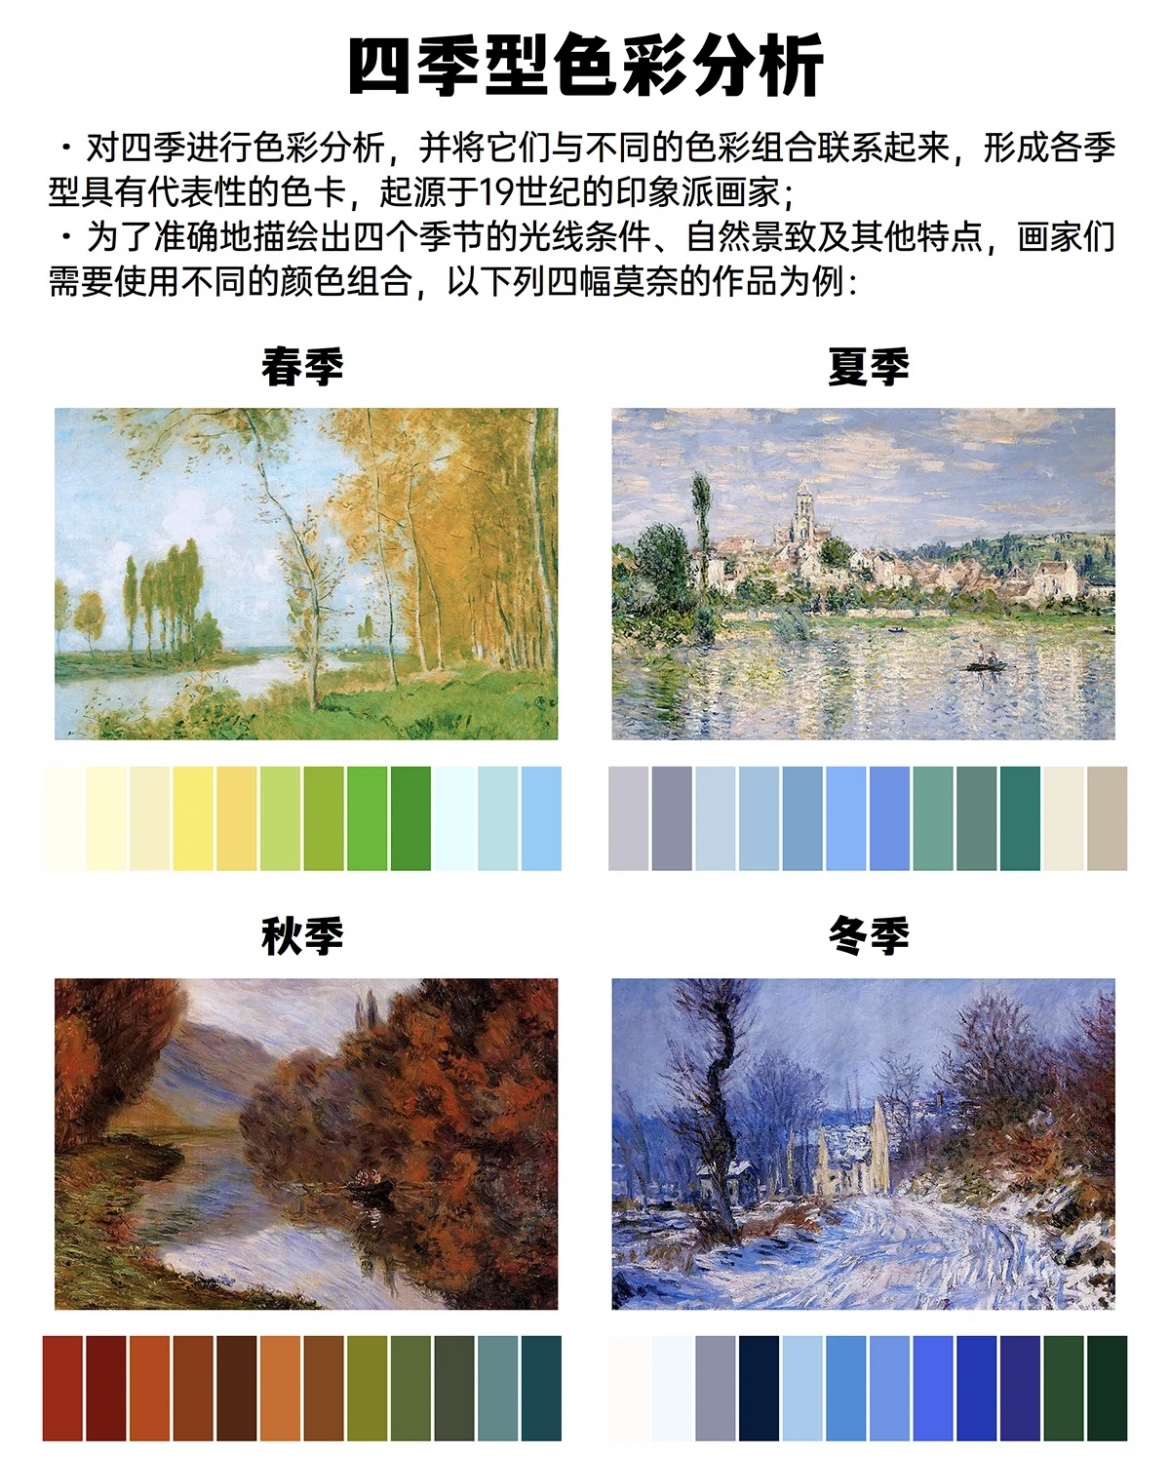 四季型色彩分析
·对四季进行色彩分析，并将它们与不同的色彩组合联系起来，形成各季
型具有代表性的色卡，起源于19世纪的印象派画家；
·为了准确地描绘出四个季节的光线条件、自然景致及其他特点，画家们
需要使用不同的颜色组合，以下列四幅莫奈的作品为例：
春季
夏季
秋季
冬季